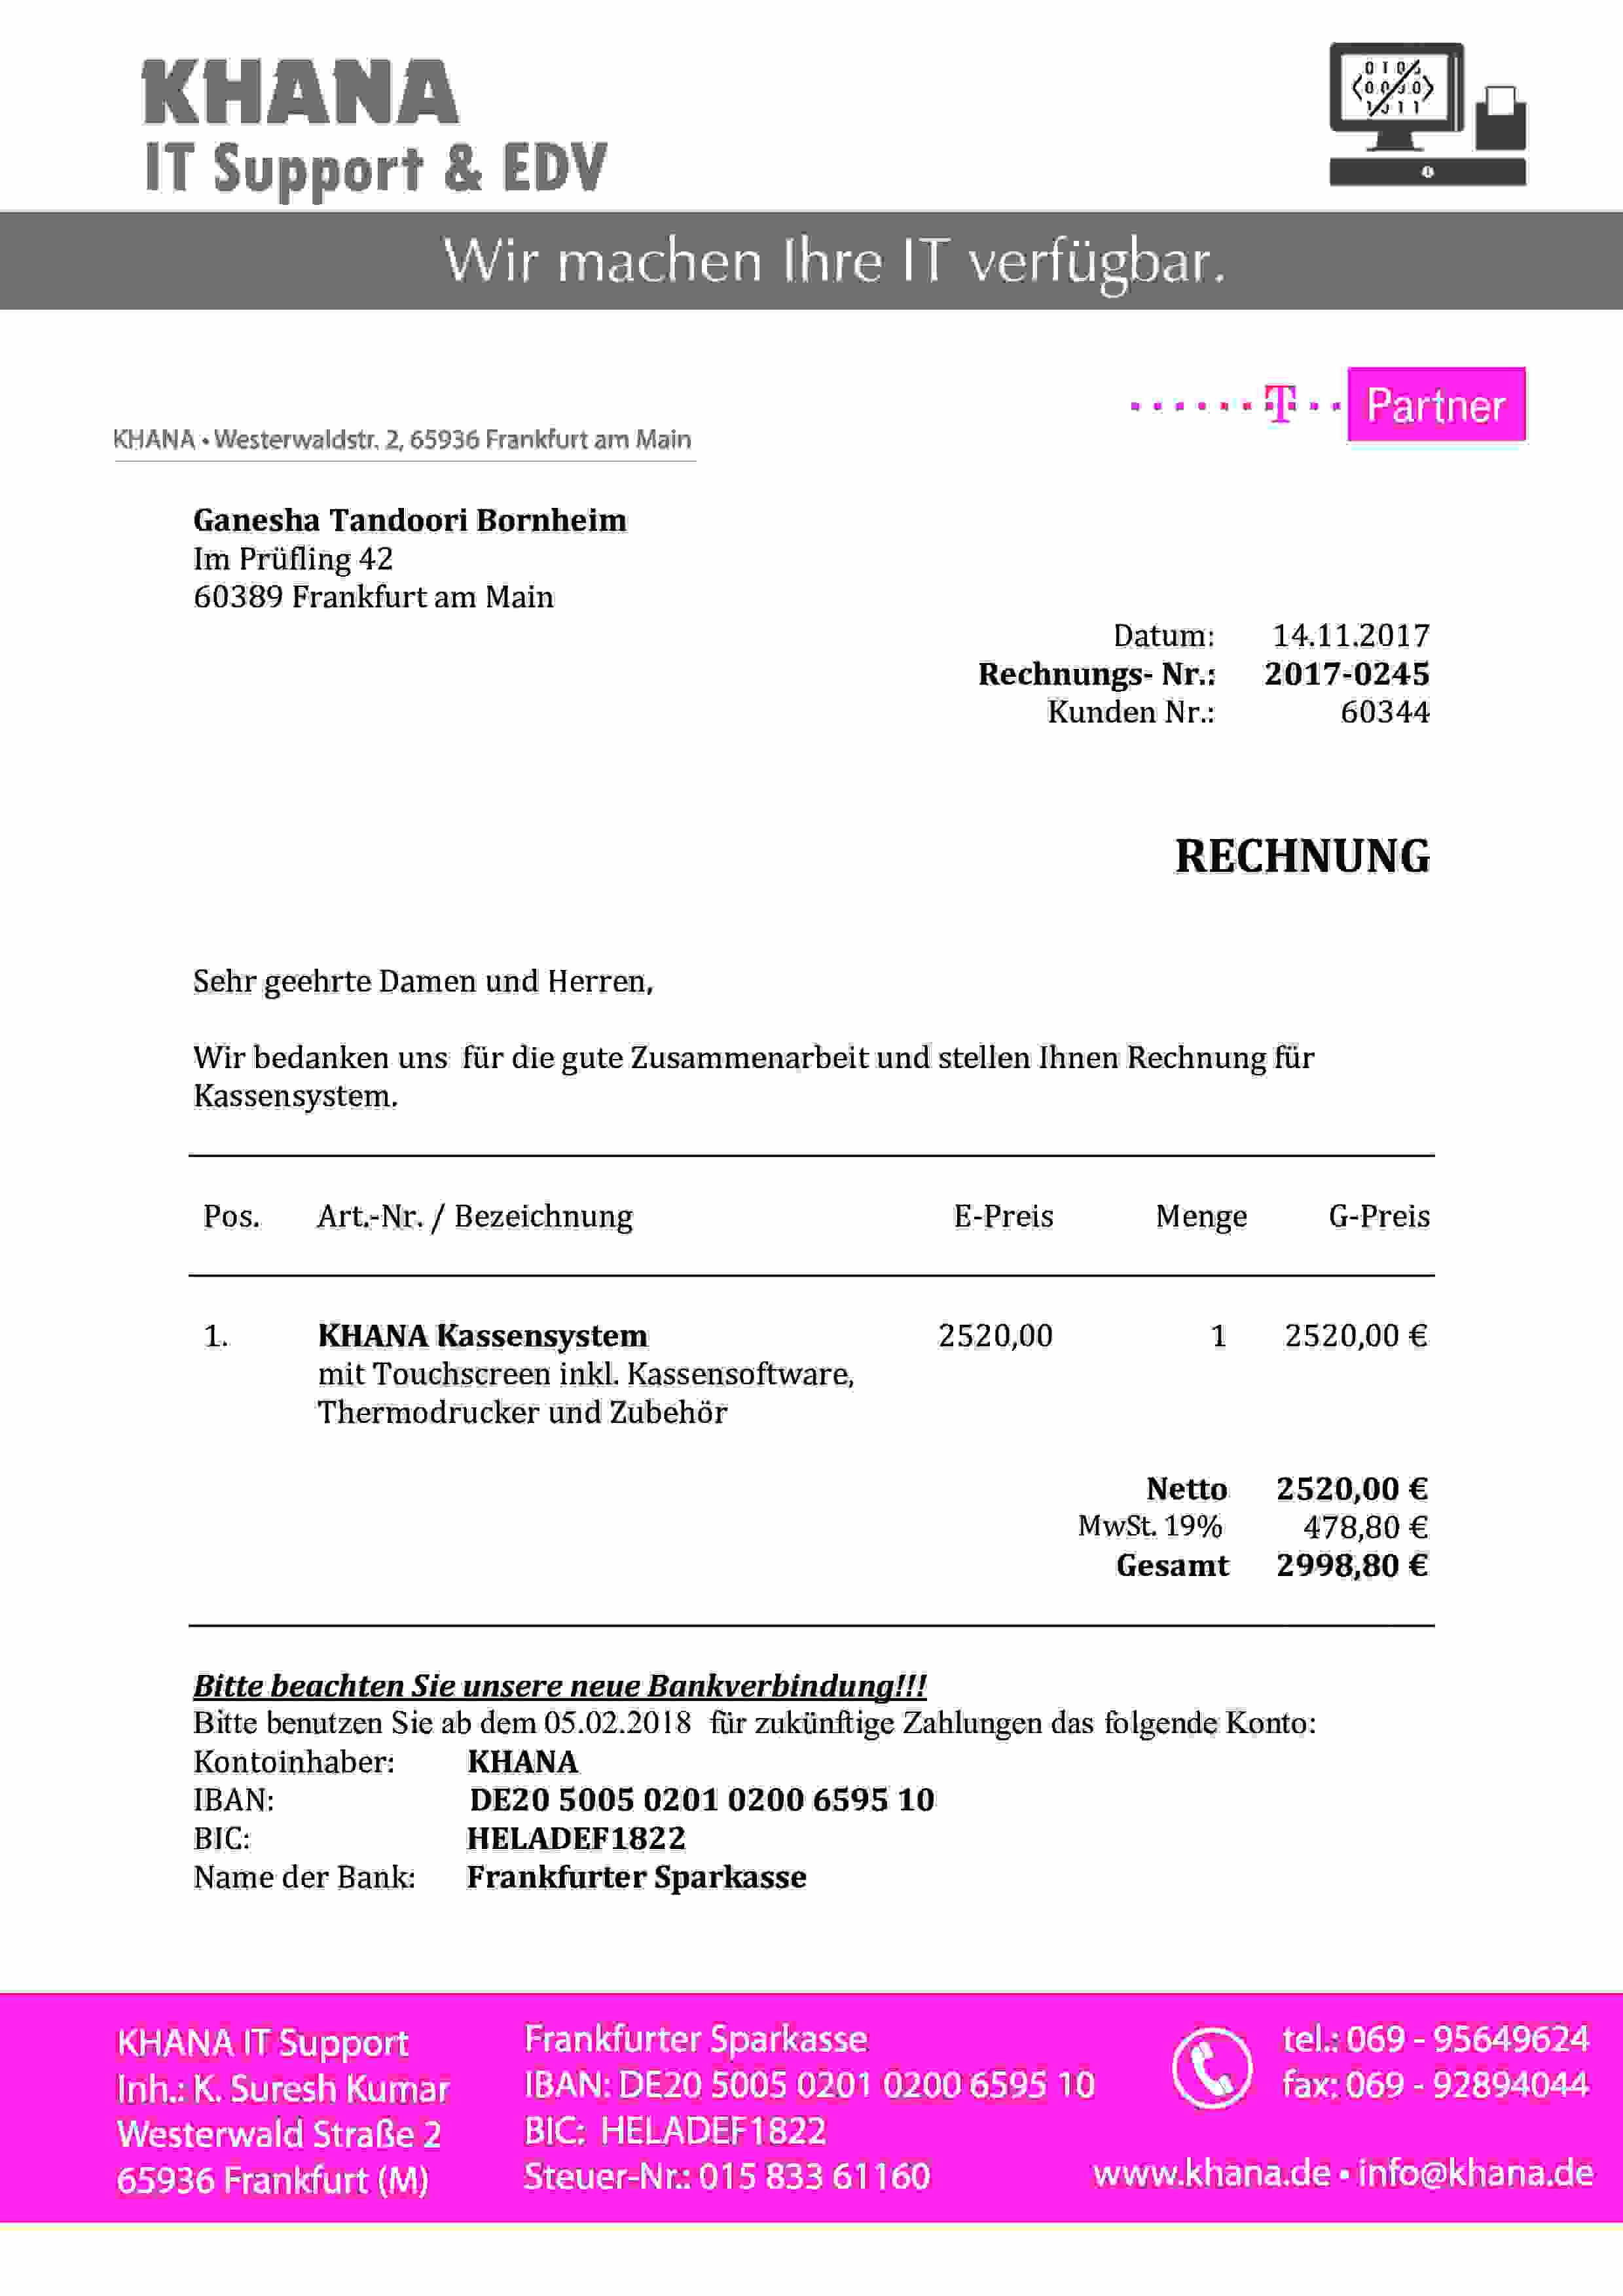 KHANA
IT Support & EDV
Wir machen Ihre IT verfügbar.
T Partner
KHANA • Westerwaldstr. 2, 65936 Frankfurt am Main
Ganesha Tandoori Bornheim
Im Prüfling 42
60389 Frankfurt am Main
Datum: 14.11.2017
Rechnungs- Nr.: 2017-0245
Kunden Nr.: 60344
RECHNUNG
Sehr geehrte Damen und Herren,
Wir bedanken uns für die gute Zusammenarbeit und stellen Ihnen Rechnung für
Kassensystem.
Pos. Art.-Nr. / Bezeichnung E-Preis Menge G-Preis
1. KHANA Kassensystem 2520,00 1 2520,00 €
mit Touchscreen inkl. Kassensoftware,
Thermodrucker und Zubehör
Netto 2520,00 €
MwSt. 19% 478,80 €
Gesamt 2998,80 €
Bitte beachten Sie unsere neue Bankverbindung!!!
Bitte benutzen Sie ab dem 05.02.2018 für zukünftige Zahlungen das folgende Konto:
Kontoinhaber: KHANA
IBAN: DE20 5005 0201 0200 6595 10
BIC: HELADEF1822
Name der Bank: Frankfurter Sparkasse
KHANA IT Support
Inh.: K. Suresh Kumar
Westerwald Straße 2
65936 Frankfurt (M)
Frankfurter Sparkasse
IBAN: DE20 5005 0201 0200 6595 10
BIC: HELADEF1822
Steuer-Nr.: 015 833 61160
tel.: 069 - 95649624
fax: 069 - 92894044
www.khana.de • info@khana.de